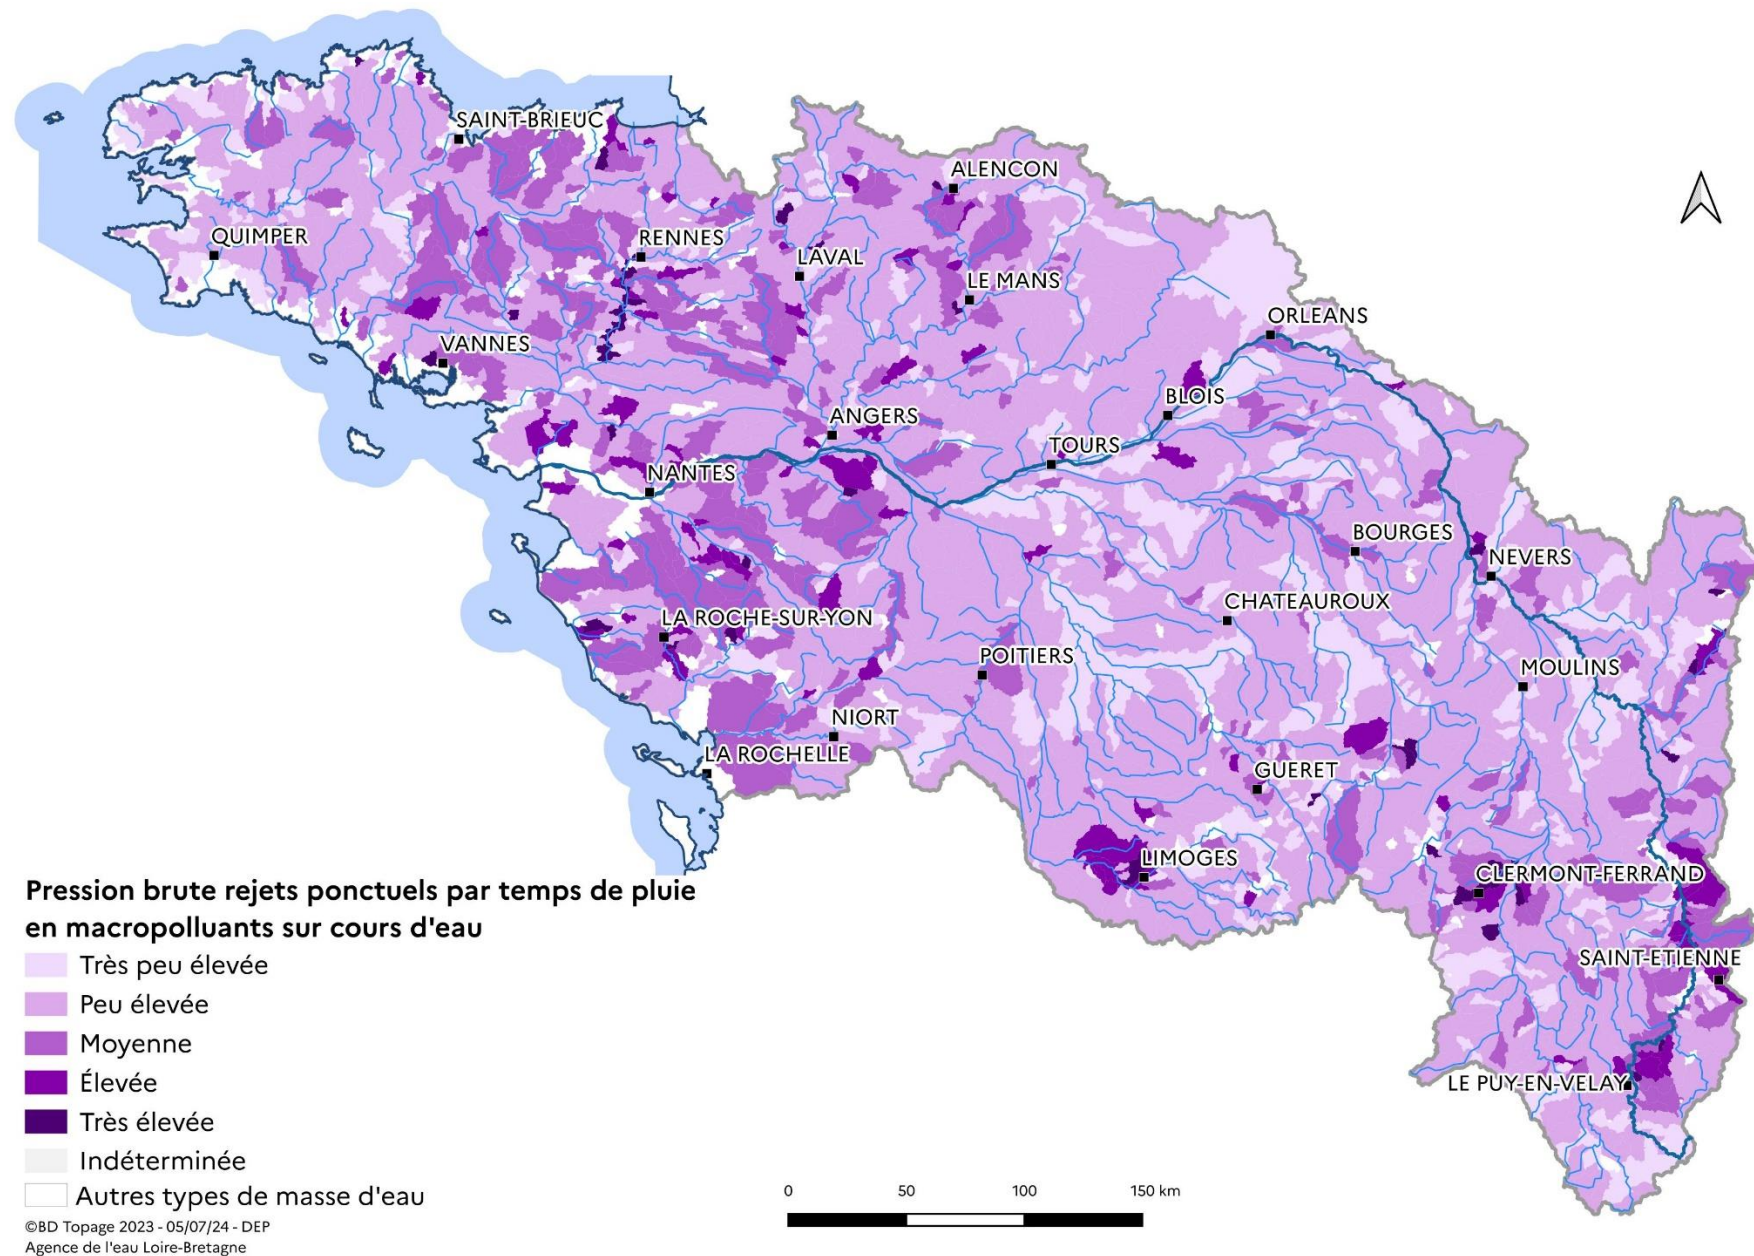 SAINT-BRIEUC
ALENCON
QUIMPER
RENNES
LAVAL
LE MANS
ORLEANS
VANNES
BLOIS
ANGERS
TOURS
NANTES
BOURGES
NEVERS
CHATEAUROUX
LA ROCHE-SUR-YON
POITIERS
MOULINS
NIORT
LA ROCHELLE
GUERET
LIMOGES
CLERMONT-FERRAND
SAINT-ETIENNE
LE PUY-EN-VELAY
Pression brute rejets ponctuels par temps de pluie
en macropolluants sur cours d'eau
Très peu élevée
Peu élevée
Moyenne
Élevée
Très élevée
Indéterminée
Autres types de masse d'eau
©BD Topage 2023 - 05/07/24 - DEP
Agence de l'eau Loire-Bretagne
0 50 100 150 km